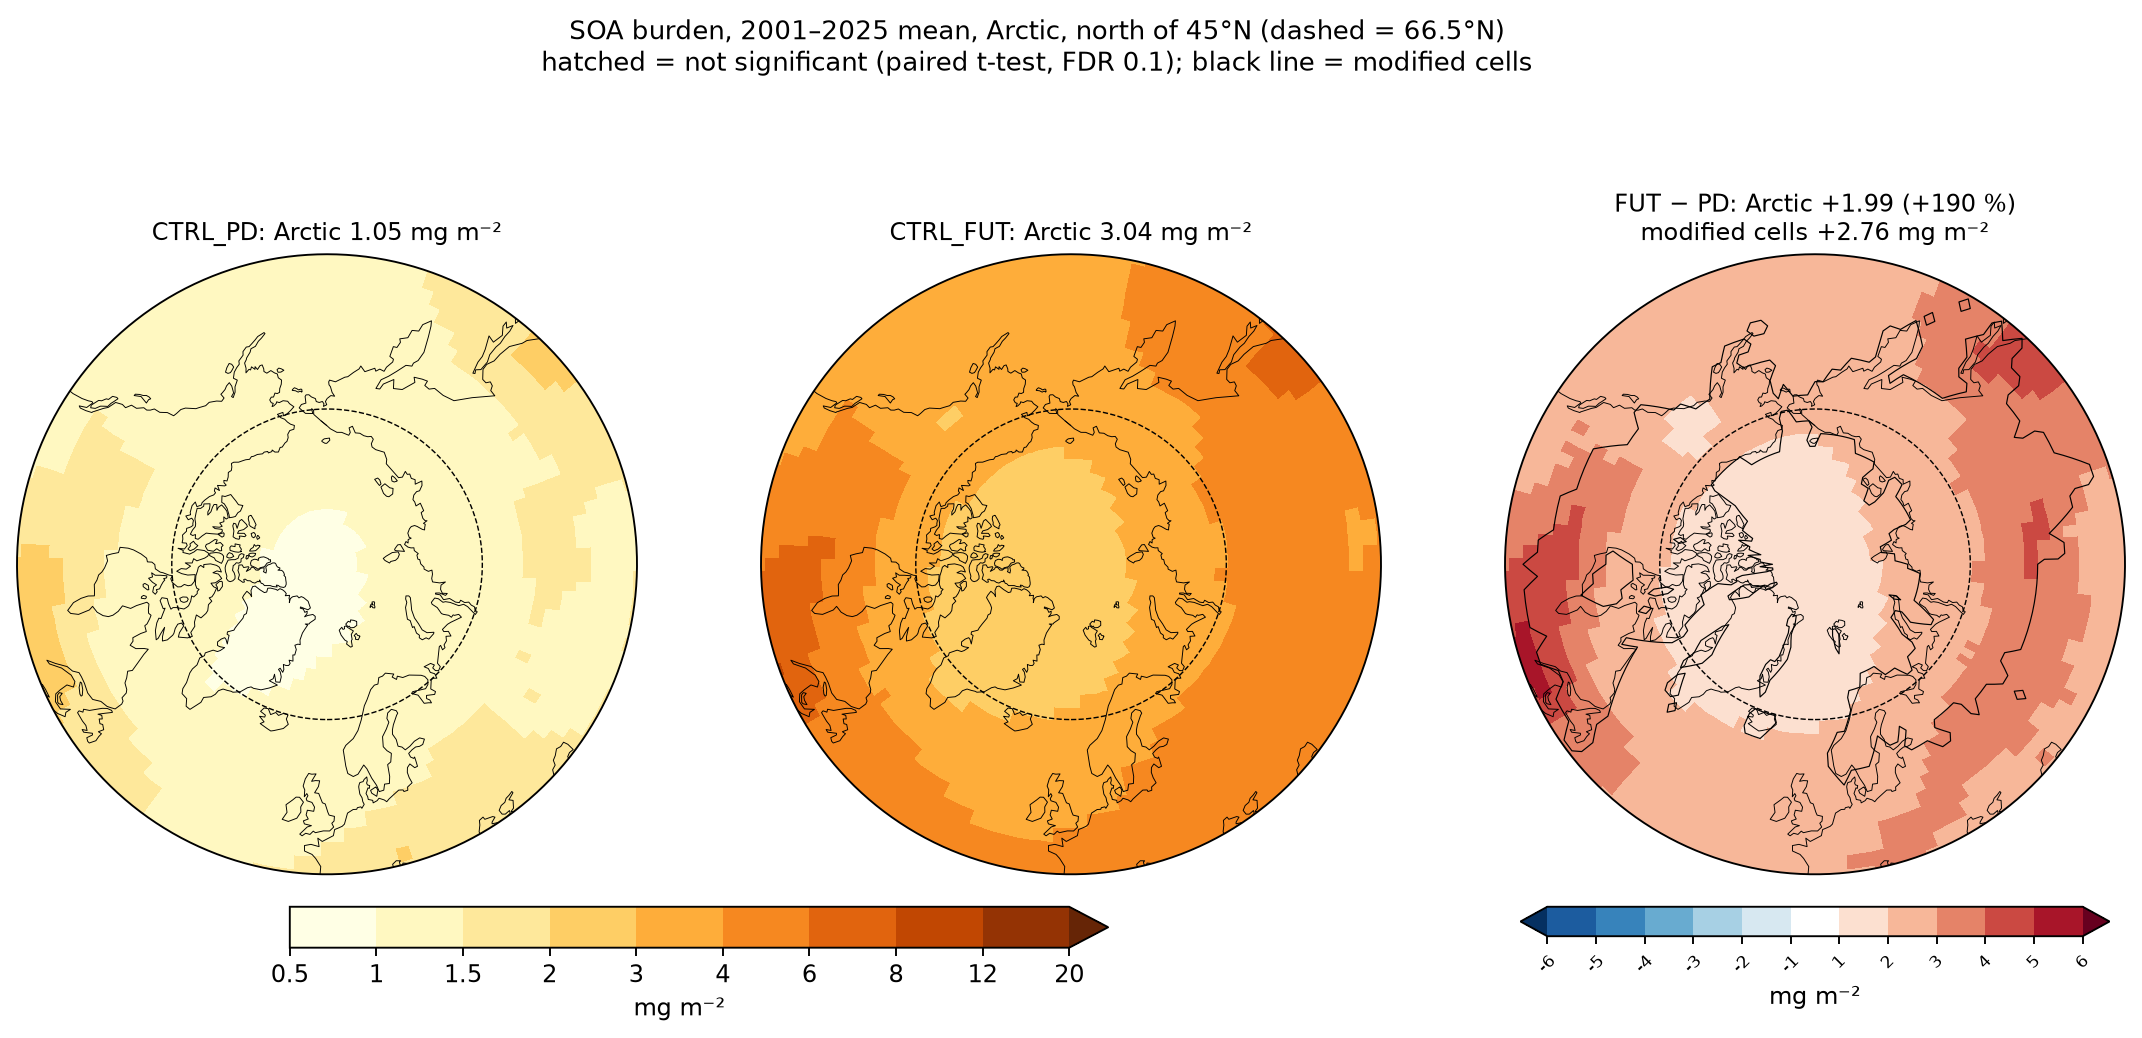 SOA burden, 2001–2025 mean, Arctic, north of 45°N (dashed = 66.5°N)
hatched = not significant (paired t-test, FDR 0.1); black line = modified cells
CTRL_PD: Arctic 1.05 mg m⁻²
CTRL_FUT: Arctic 3.04 mg m⁻²
FUT − PD: Arctic +1.99 (+190 %)
modified cells +2.76 mg m⁻²
0.5 1 1.5 2 3 4 6 8 12 20
mg m⁻²
-6 -5 -4 -3 -2 -1 1 2 3 4 5 6
mg m⁻²